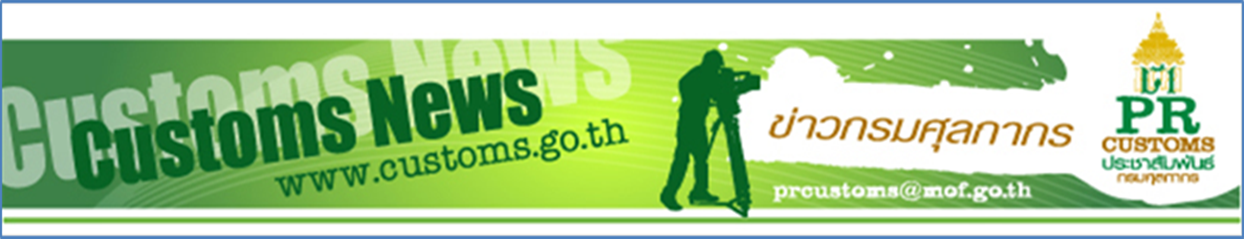 Customs News
Customs News
www.customs.go.th
ข่าวกรมศุลกากร
prcustoms@mof.go.th
PR
CUSTOMS
ประชาสัมพันธ์
กรมศุลกากร